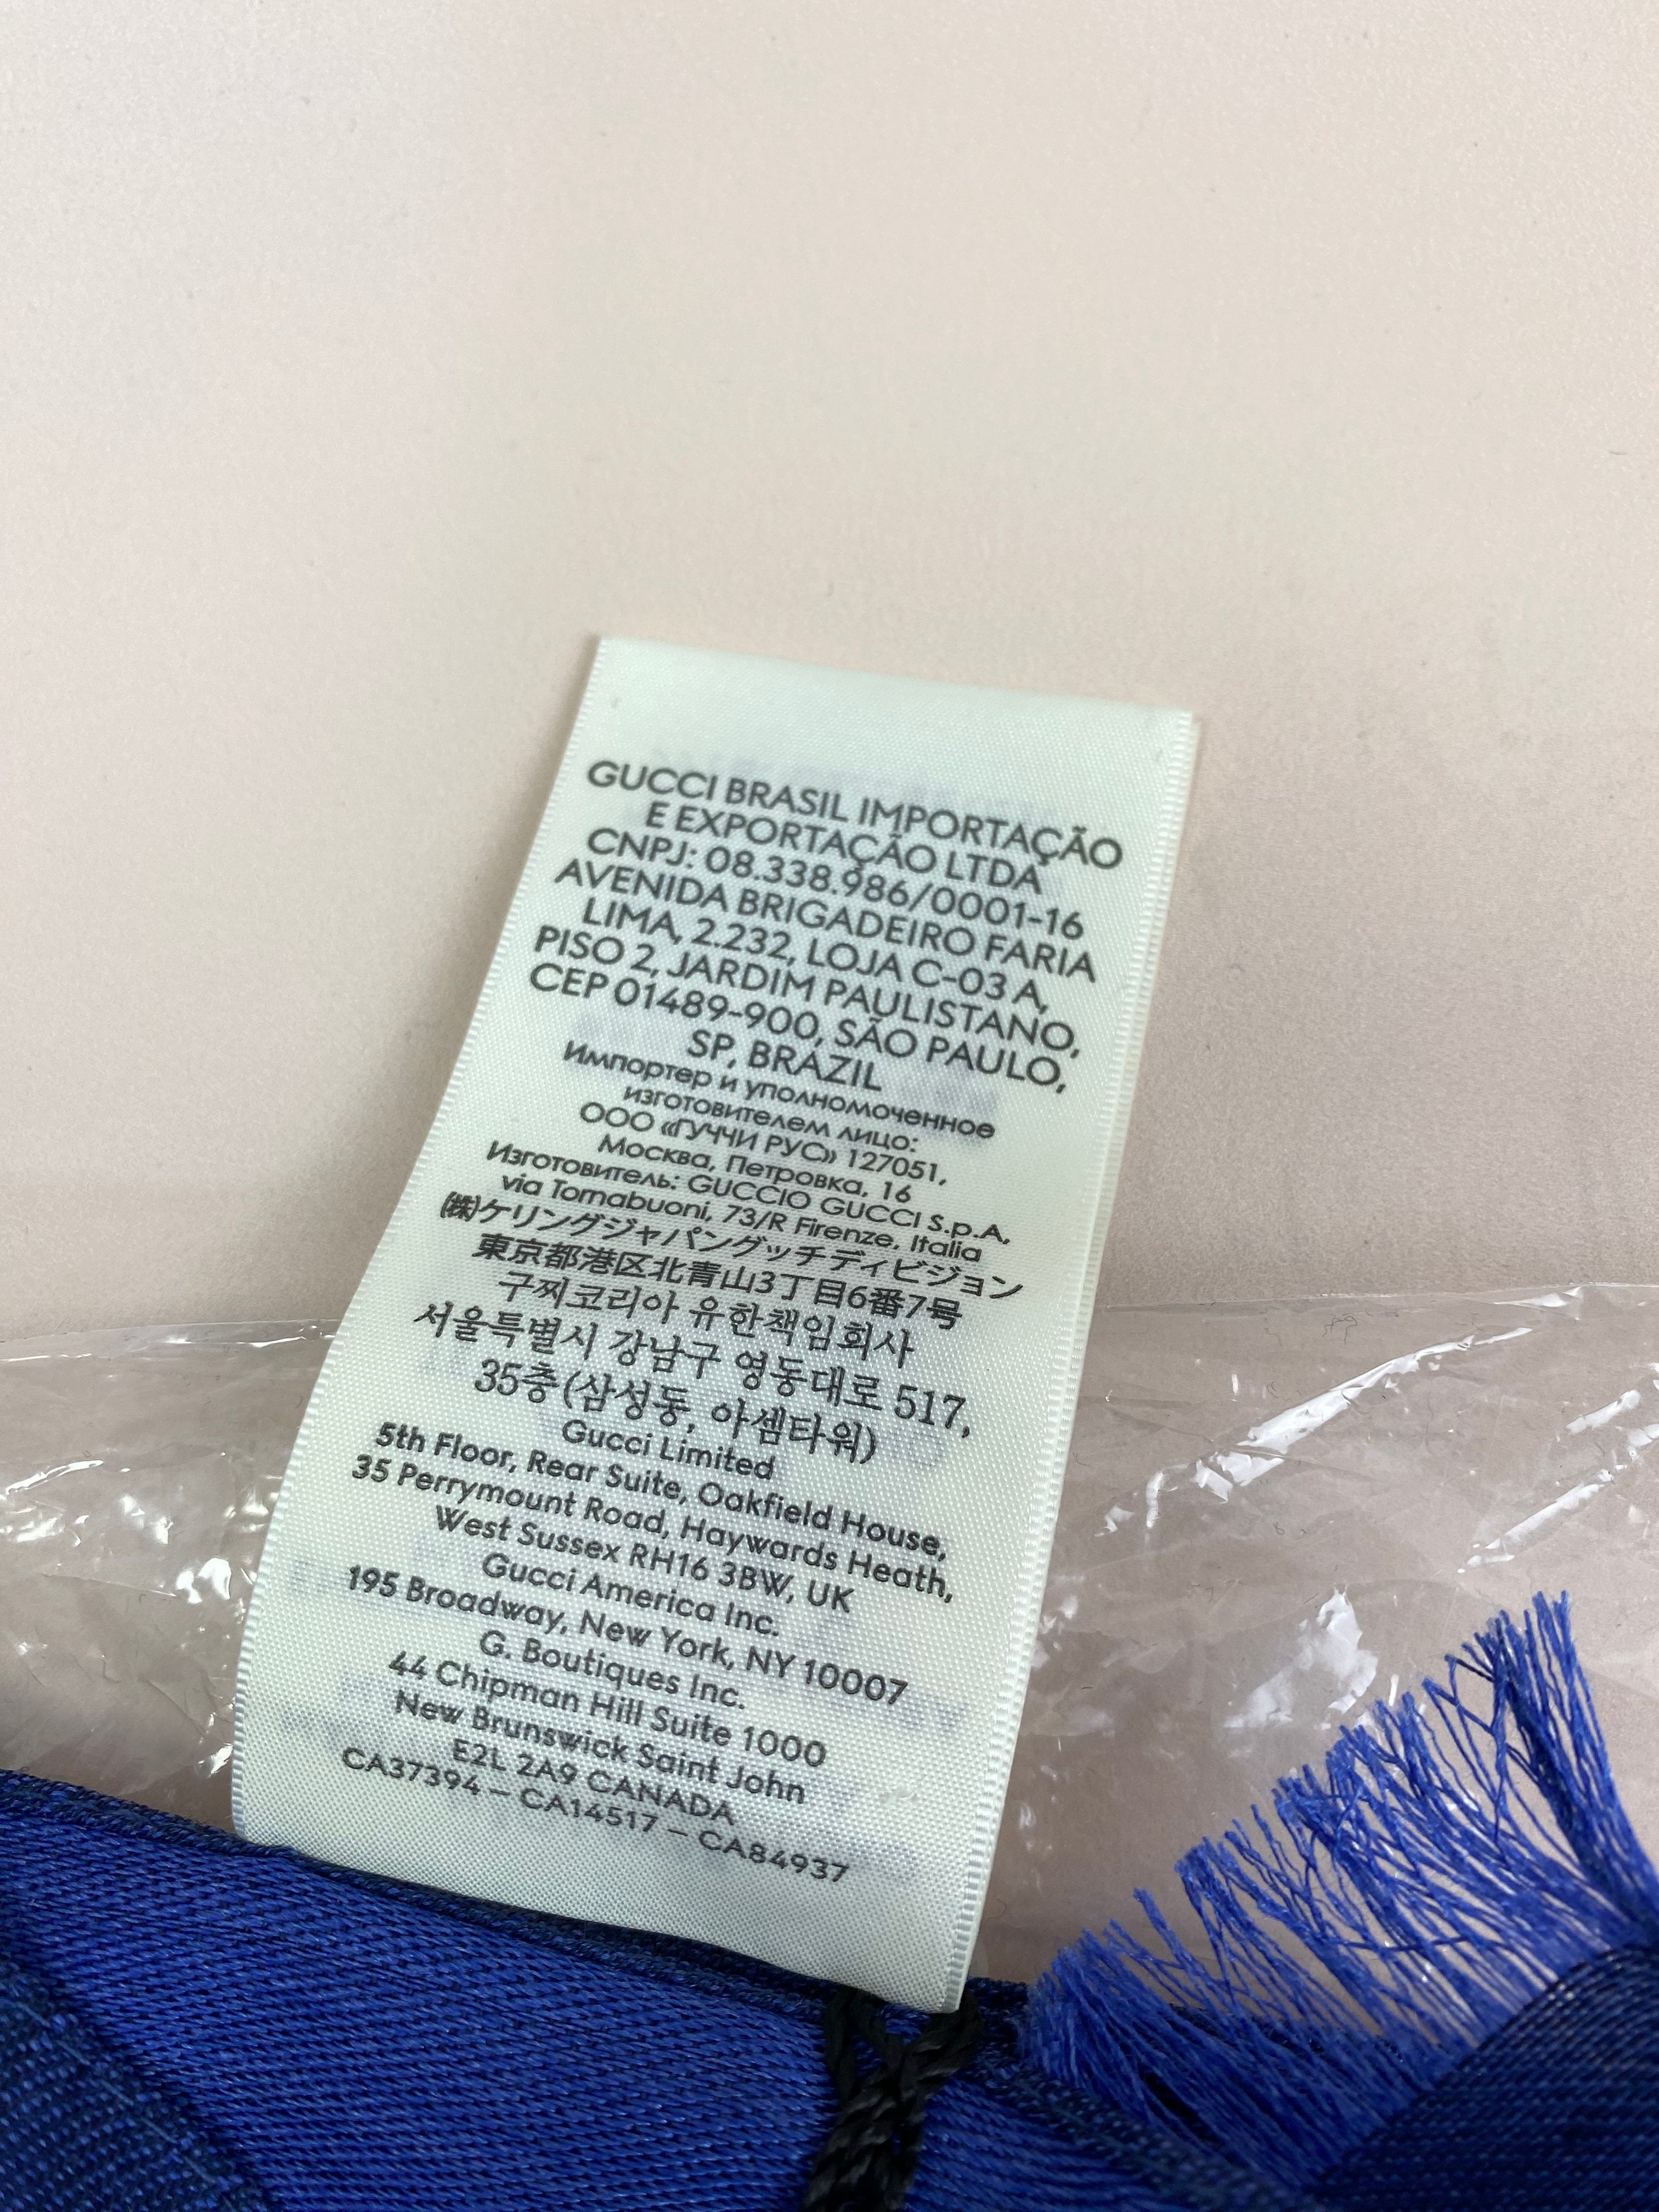 GUCCI BRASIL IMPORTAÇÃO
E EXPORTAÇÃO LTDA
CNPJ: 08.338.986/0001-16
AVENIDA BRIGADEIRO FARIA
LIMA, 2.232, LOJA C-03 A,
PISO 2, JARDIM PAULISTANO,
CEP 01489-900, SÃO PAULO,
SP, BRAZIL
Импортер и уполномоченное
изготовителем лицо:
ООО «ГУЧЧИ РУС» 127051,
Москва, Петровка, 16
Изготовитель: GUCCIO GUCCI S.p.A,
via Tornabuoni, 73/R Firenze, Italia
㈱ケリングジャパングッチディビジョン
東京都港区北青山3丁目6番7号
구찌코리아 유한책임회사
서울특별시 강남구 영동대로 517,
35층(삼성동, 아셈타워)
Gucci Limited
5th Floor, Rear Suite, Oakfield House,
35 Perrymount Road, Haywards Heath,
West Sussex RH16 3BW, UK
Gucci America Inc.
195 Broadway, New York, NY 10007
G. Boutiques Inc.
44 Chipman Hill Suite 1000
New Brunswick Saint John
E2L 2A9 CANADA
CA37394 – CA14517 – CA84937